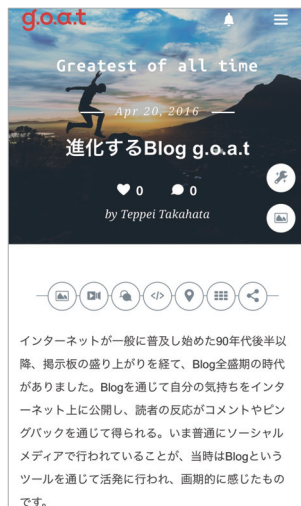 g.o.a.t
Greatest of all time
Apr 20, 2016
進化するBlog g.o.a.t
0 0
by Teppei Takahata
</>
インターネットが一般に普及し始めた90年代後半以
降、掲示板の盛り上がりを経て、Blog全盛期の時代
がありました。Blogを通じて自分の気持ちをインタ
ーネット上に公開し、読者の反応がコメントやピン
グバックを通じて得られる。いま普通にソーシャル
メディアで行われていることが、当時はBlogという
ツールを通じて活発に行われ、画期的に感じたもの
です。